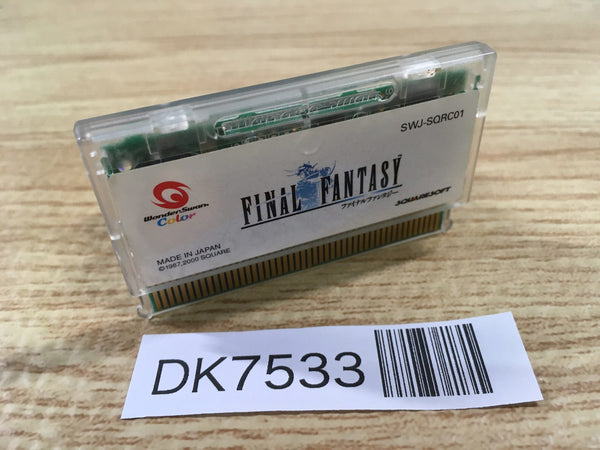 SWJ-SQRC01
WonderSwan
Color
FINAL FANTASY
ファイナルファンタジー
SQUARESOFT
MADE IN JAPAN
©1987,2000 SQUARE
DK7533